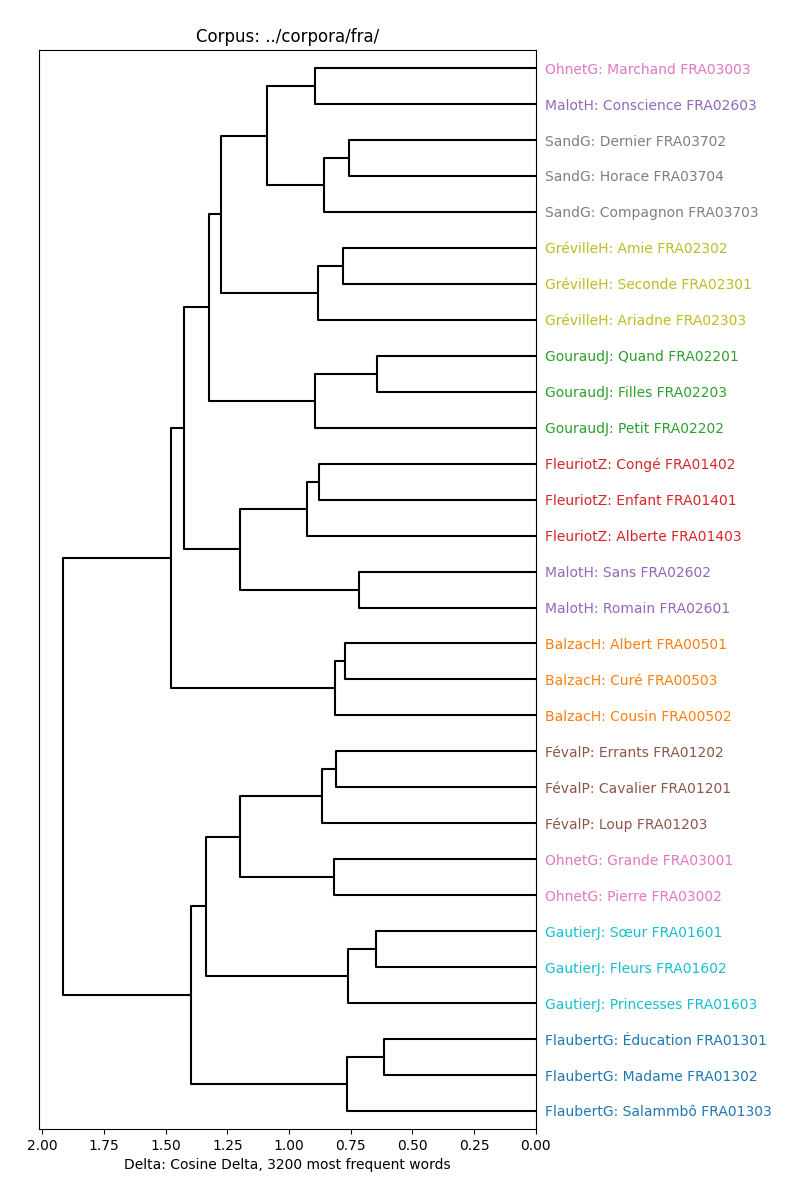 Corpus: ../corpora/fra/
OhnetG: Marchand FRA03003
MalotH: Conscience FRA02603
SandG: Dernier FRA03702
SandG: Horace FRA03704
SandG: Compagnon FRA03703
GrévilleH: Amie FRA02302
GrévilleH: Seconde FRA02301
GrévilleH: Ariadne FRA02303
GouraudJ: Quand FRA02201
GouraudJ: Filles FRA02203
GouraudJ: Petit FRA02202
FleuriotZ: Congé FRA01402
FleuriotZ: Enfant FRA01401
FleuriotZ: Alberte FRA01403
MalotH: Sans FRA02602
MalotH: Romain FRA02601
BalzacH: Albert FRA00501
BalzacH: Curé FRA00503
BalzacH: Cousin FRA00502
FévalP: Errants FRA01202
FévalP: Cavalier FRA01201
FévalP: Loup FRA01203
OhnetG: Grande FRA03001
OhnetG: Pierre FRA03002
GautierJ: Sœur FRA01601
GautierJ: Fleurs FRA01602
GautierJ: Princesses FRA01603
FlaubertG: Éducation FRA01301
FlaubertG: Madame FRA01302
FlaubertG: Salammbô FRA01303
2.00 1.75 1.50 1.25 1.00 0.75 0.50 0.25 0.00
Delta: Cosine Delta, 3200 most frequent words